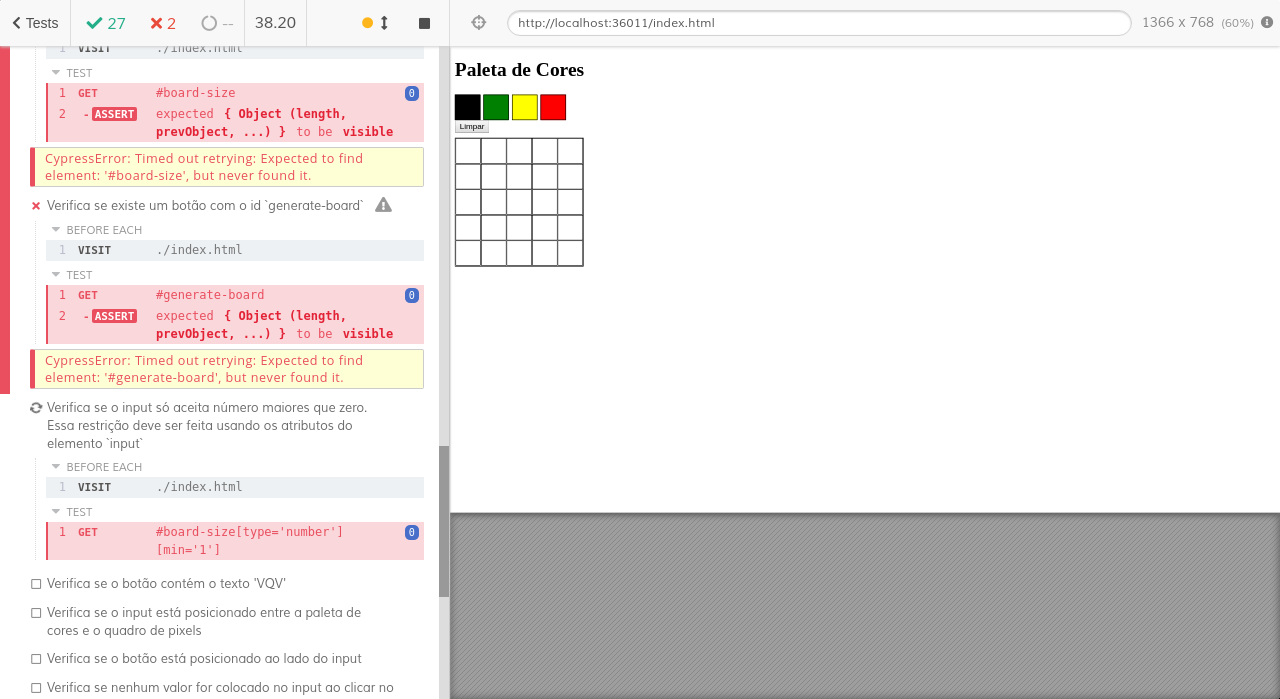 Tests
27
2
--
38.20
http://localhost:36011/index.html
1366 x 768 (60%)
1 VISIT ./index.html
TEST
1 GET #board-size 0
2 - ASSERT expected { Object (length,
prevObject, ...) } to be visible
CypressError: Timed out retrying: Expected to find
element: '#board-size', but never found it.
Verifica se existe um botão com o id `generate-board`
BEFORE EACH
1 VISIT ./index.html
TEST
1 GET #generate-board 0
2 - ASSERT expected { Object (length,
prevObject, ...) } to be visible
CypressError: Timed out retrying: Expected to find
element: '#generate-board', but never found it.
Verifica se o input só aceita número maiores que zero.
Essa restrição deve ser feita usando os atributos do
elemento `input`
BEFORE EACH
1 VISIT ./index.html
TEST
1 GET #board-size[type='number'] 0
[min='1']
Verifica se o botão contém o texto 'VQV'
Verifica se o input está posicionado entre a paleta de
cores e o quadro de pixels
Verifica se o botão está posicionado ao lado do input
Verifica se nenhum valor for colocado no input ao clicar no
Paleta de Cores
Limpar